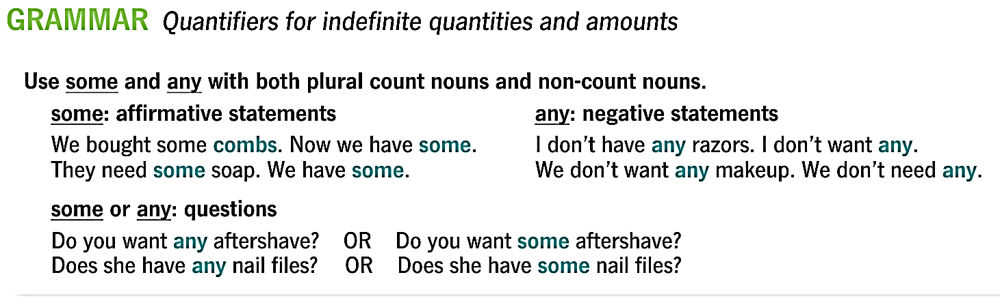 GRAMMAR Quantifiers for indefinite quantities and amounts
Use some and any with both plural count nouns and non-count nouns.
some: affirmative statements
We bought some combs. Now we have some.
They need some soap. We have some.
any: negative statements
I don't have any razors. I don't want any.
We don't want any makeup. We don't need any.
some or any: questions
Do you want any aftershave? OR Do you want some aftershave?
Does she have any nail files? OR Does she have some nail files?